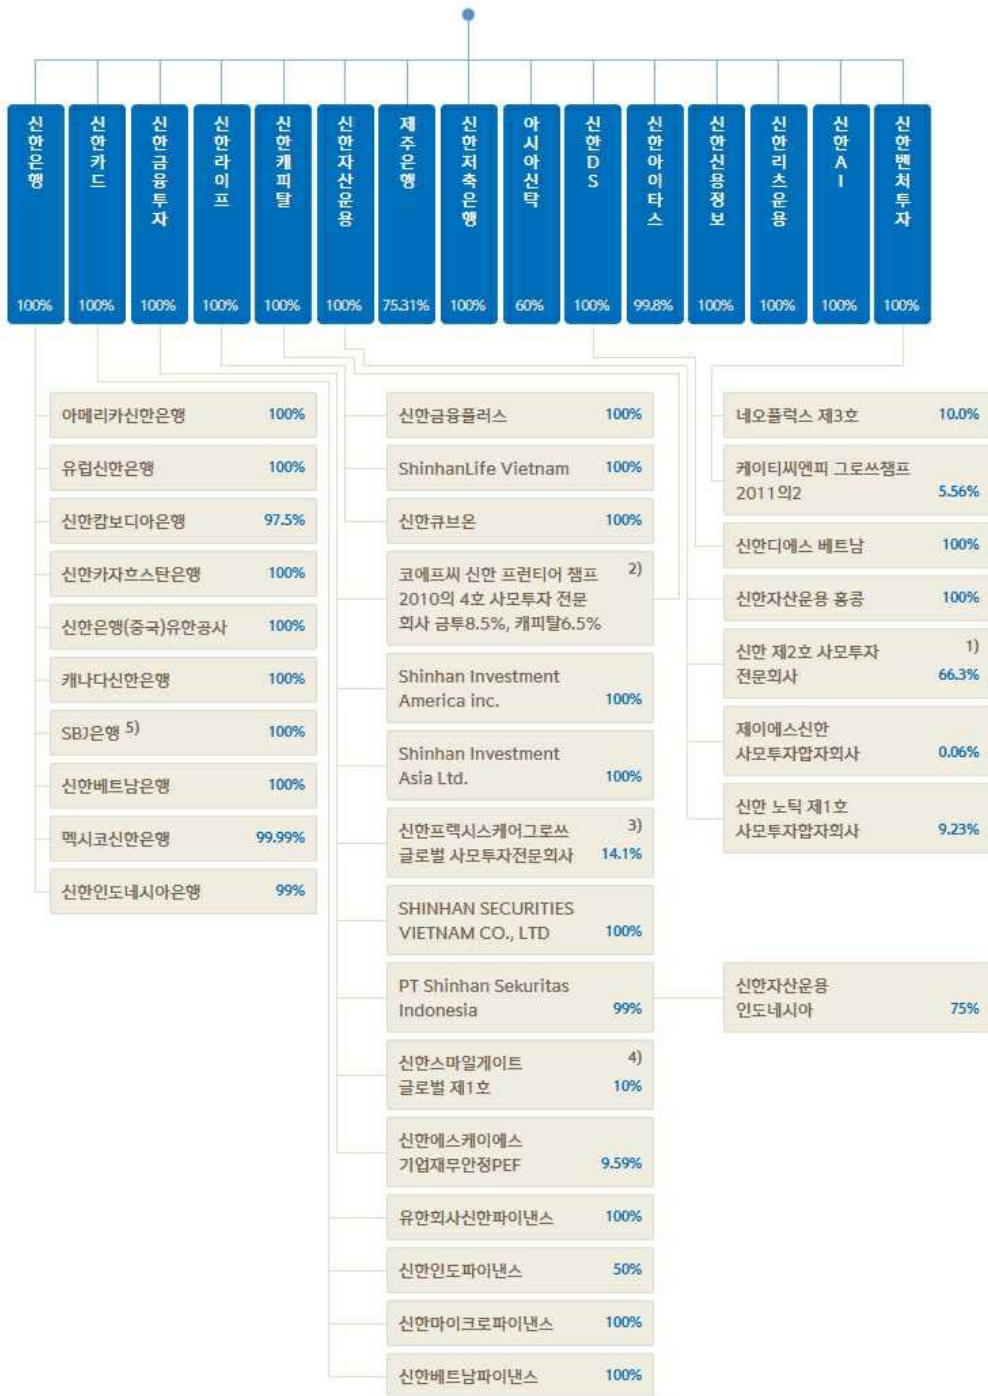 신한은행
100%
신한카드
100%
신한금융투자
100%
신한라이프
100%
신한캐피탈
100%
신한자산운용
100%
제주은행
75.31%
신한저축은행
100%
아시아신탁
60%
신한DS
100%
신한아이타스
99.8%
신한신용정보
100%
신한리츠운용
100%
신한AI
100%
신한벤처투자
100%
아메리카신한은행 100%
유럽신한은행 100%
신한캄보디아은행 97.5%
신한카자흐스탄은행 100%
신한은행(중국)유한공사 100%
캐나다신한은행 100%
SBJ은행 5) 100%
신한베트남은행 100%
멕시코신한은행 99.99%
신한인도네시아은행 99%
신한금융플러스 100%
ShinhanLife Vietnam 100%
신한큐브온 100%
코에프씨 신한 프런티어 챔프 2)
2010의 4호 사모투자 전문
회사 금투8.5%, 캐피탈6.5%
Shinhan Investment
America inc. 100%
Shinhan Investment
Asia Ltd. 100%
신한프렉시스케어그로쓰 3)
글로벌 사모투자전문회사 14.1%
SHINHAN SECURITIES
VIETNAM CO., LTD 100%
PT Shinhan Sekuritas
Indonesia 99%
신한스마일게이트 4)
글로벌 제1호 10%
신한에스케이에스
기업재무안정PEF 9.59%
유한회사신한파이낸스 100%
신한인도파이낸스 50%
신한마이크로파이낸스 100%
신한베트남파이낸스 100%
네오플럭스 제3호 10.0%
케이티씨엔피 그로쓰챔프
2011의2 5.56%
신한디에스 베트남 100%
신한자산운용 홍콩 100%
신한 제2호 사모투자 1)
전문회사 66.3%
제이에스신한
사모투자합자회사 0.06%
신한 노틱 제1호
사모투자합자회사 9.23%
신한자산운용
인도네시아 75%